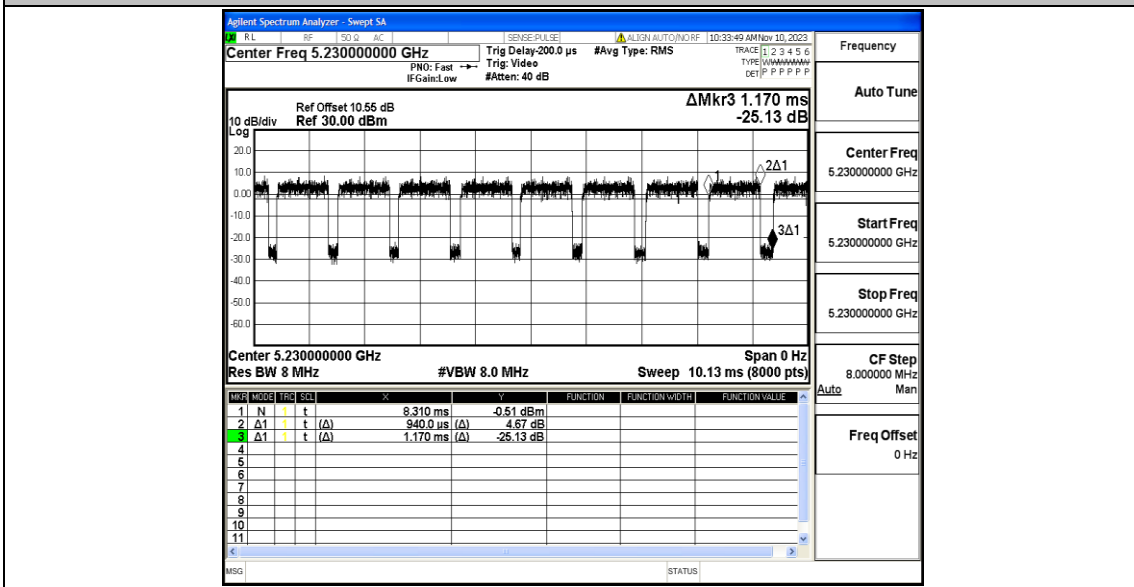 Agilent Spectrum Analyzer - Swept SA
LXI RL RF 50 Ω AC SENSE:PULSE ALIGN AUTO/NO RF 10:33:49 AM Nov 10, 2023
Center Freq 5.230000000 GHz
Trig Delay-200.0 µs #Avg Type: RMS
TRACE 1 2 3 4 5 6
PNO: Fast Trig: Video
TYPE
IFGain:Low #Atten: 40 dB
DET P P P P P P
Ref Offset 10.55 dB
10 dB/div Ref 30.00 dBm
ΔMkr3 1.170 ms
-25.13 dB
Log
20.0
10.0
0.00
-10.0
-20.0
-30.0
-40.0
-50.0
-60.0
1
2Δ1
3Δ1
Center 5.230000000 GHz
Span 0 Hz
Res BW 8 MHz #VBW 8.0 MHz Sweep 10.13 ms (8000 pts)
MKR MODE TRC SCL X Y FUNCTION FUNCTION WIDTH FUNCTION VALUE
1 N 1 t 8.310 ms -0.51 dBm
2 Δ1 1 t (Δ) 940.0 µs (Δ) 4.67 dB
3 Δ1 1 t (Δ) 1.170 ms (Δ) -25.13 dB
4
5
6
7
8
9
10
11
MSG STATUS
Frequency
Auto Tune
Center Freq
5.230000000 GHz
Start Freq
5.230000000 GHz
Stop Freq
5.230000000 GHz
CF Step
8.000000 MHz
Auto Man
Freq Offset
0 Hz